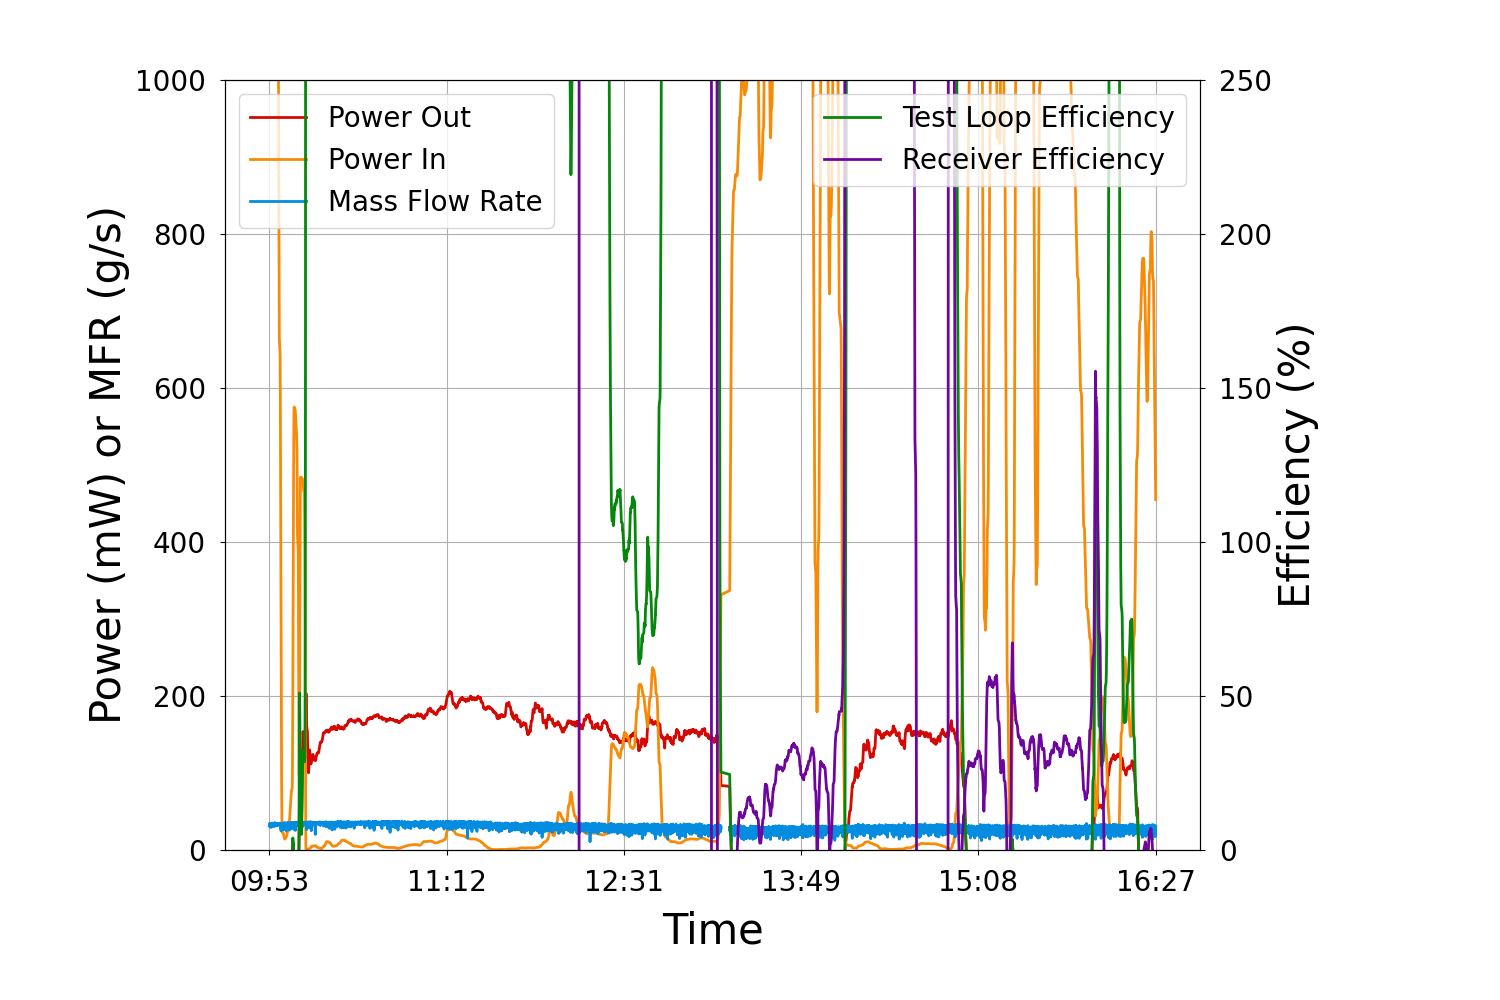 Power (mW) or MFR (g/s)
1000
800
600
400
200
0
Power Out
Power In
Mass Flow Rate
Test Loop Efficiency
Receiver Efficiency
250
200
150
100
50
0
Efficiency (%)
09:53 11:12 12:31 13:49 15:08 16:27
Time